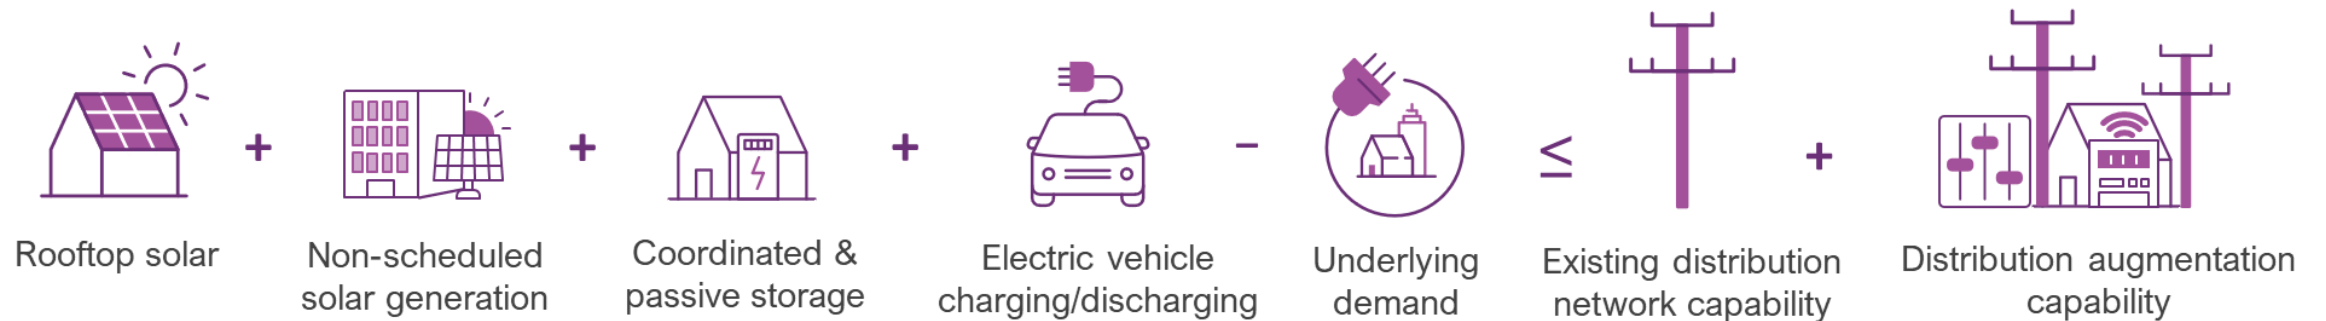 + + + - ≤ +
Rooftop solar
Non-scheduled
solar generation
Coordinated &
passive storage
Electric vehicle
charging/discharging
Underlying
demand
Existing distribution
network capability
Distribution augmentation
capability